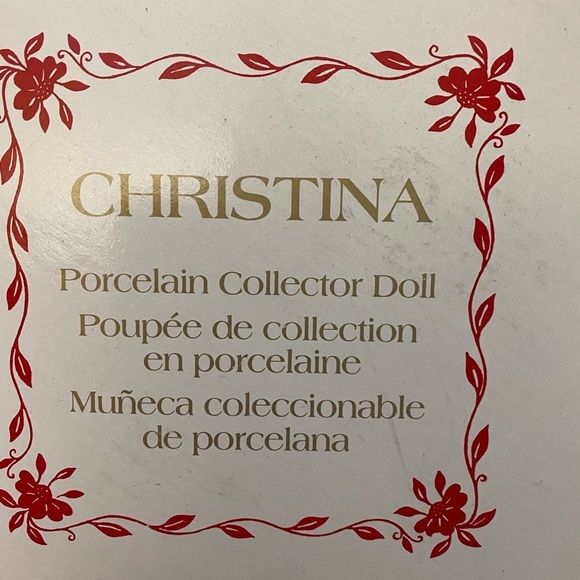 CHRISTINA
Porcelain Collector Doll
Poupée de collection
en porcelaine
Muñeca coleccionable
de porcelana